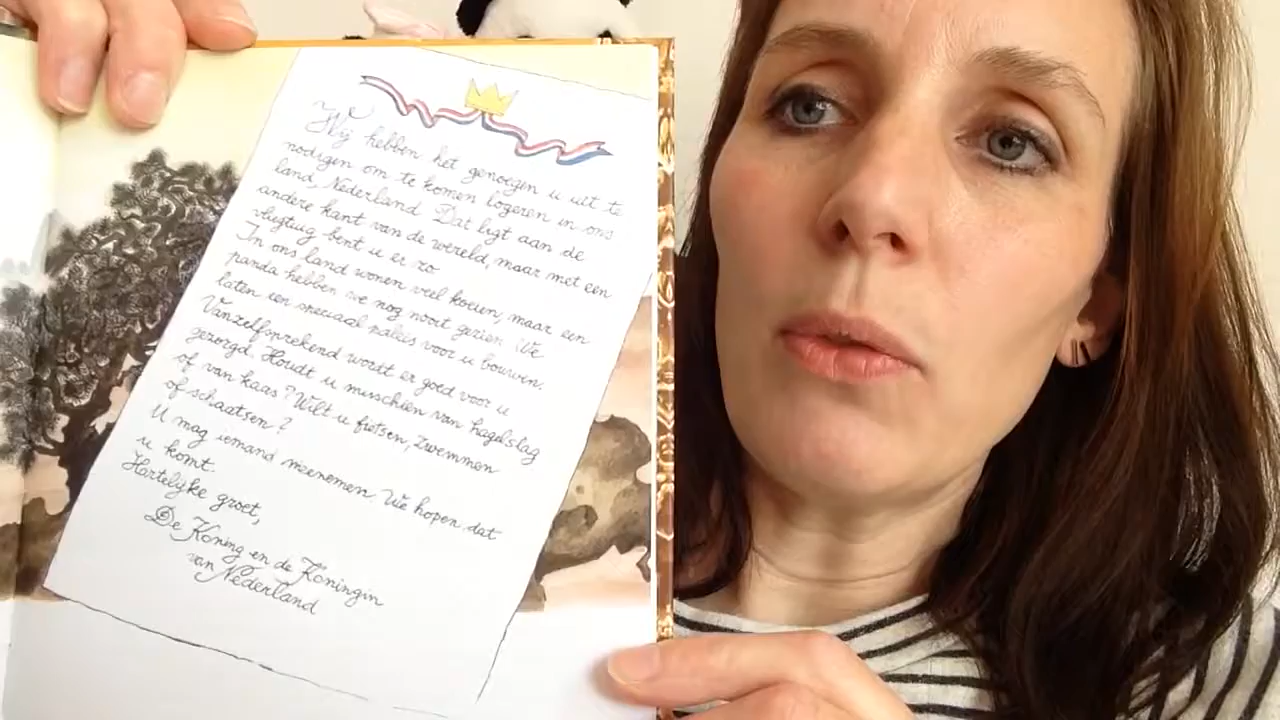 Wij hebben het genoegen u uit te
nodigen om te komen logeren in ons
land, Nederland. Dat ligt aan de
andere kant van de wereld, maar met een
vliegtuig bent u er zo.
In ons land wonen veel koeien, maar een
panda hebben we nog nooit gezien. We
laten een speciaal paleis voor u bouwen.
Vanzelfsprekend wordt er goed voor u
gezorgd. Houdt u misschien van hagelslag
of van kaas? Wilt u fietsen, zwemmen
of schaatsen?
U mag iemand meenemen. We hopen dat
u komt.
Hartelijke groet,
De Koning en de Koningin
van Nederland